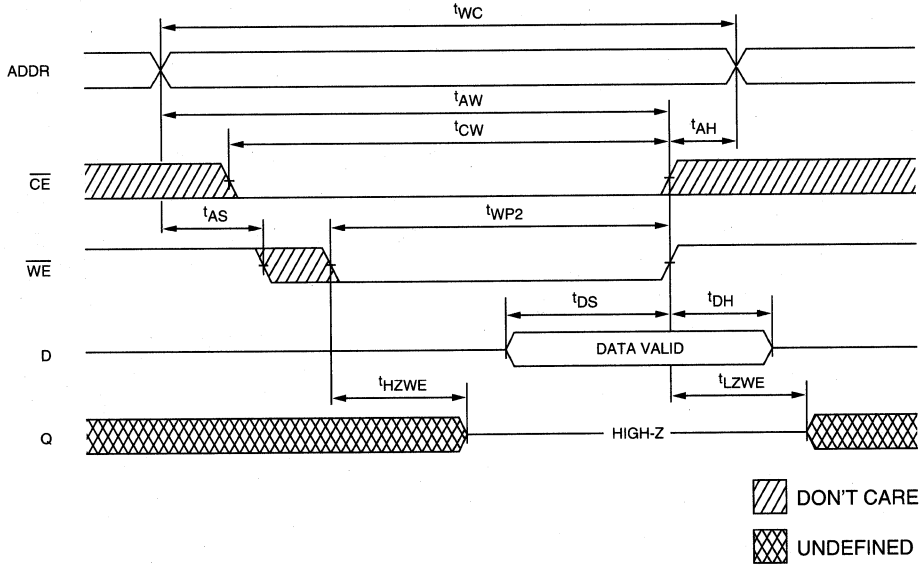 tWC
ADDR
tAW
tCW
tAH
CE
tAS
tWP2
WE
tDS
tDH
D
DATA VALID
tHZWE
tLZWE
Q
HIGH-Z
DON'T CARE
UNDEFINED